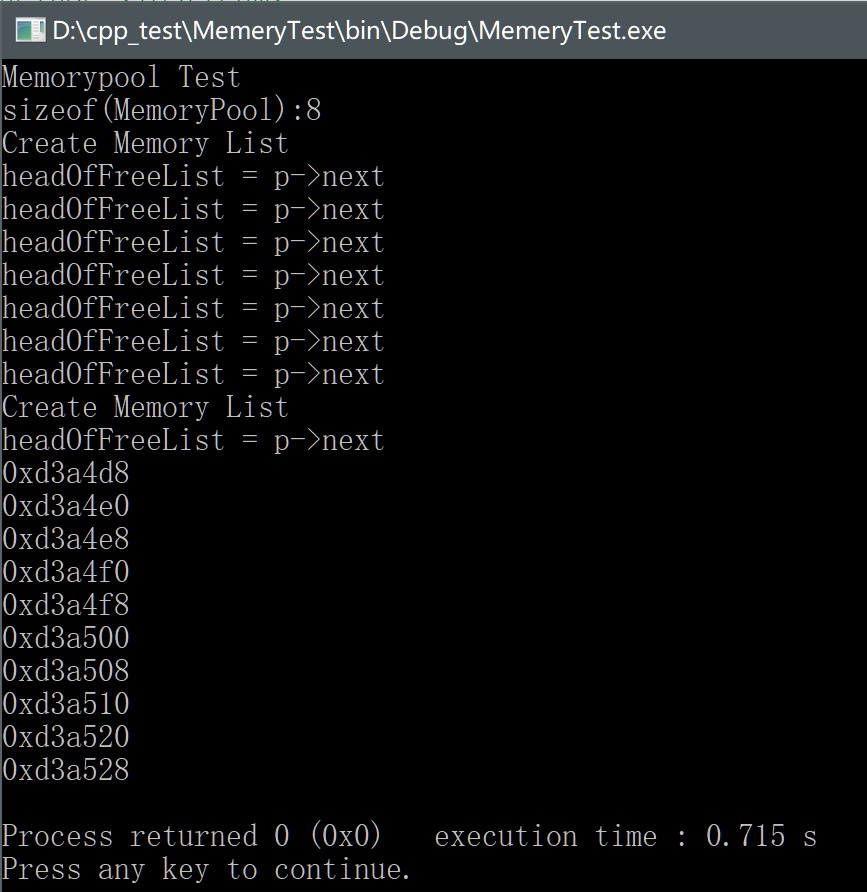 D:\cpp_test\MemeryTest\bin\Debug\MemeryTest.exe
Memorypool Test
sizeof(MemoryPool):8
Create Memory List
headOfFreeList = p->next
headOfFreeList = p->next
headOfFreeList = p->next
headOfFreeList = p->next
headOfFreeList = p->next
headOfFreeList = p->next
headOfFreeList = p->next
Create Memory List
headOfFreeList = p->next
0xd3a4d8
0xd3a4e0
0xd3a4e8
0xd3a4f0
0xd3a4f8
0xd3a500
0xd3a508
0xd3a510
0xd3a520
0xd3a528
Process returned 0 (0x0)   execution time : 0.715 s
Press any key to continue.